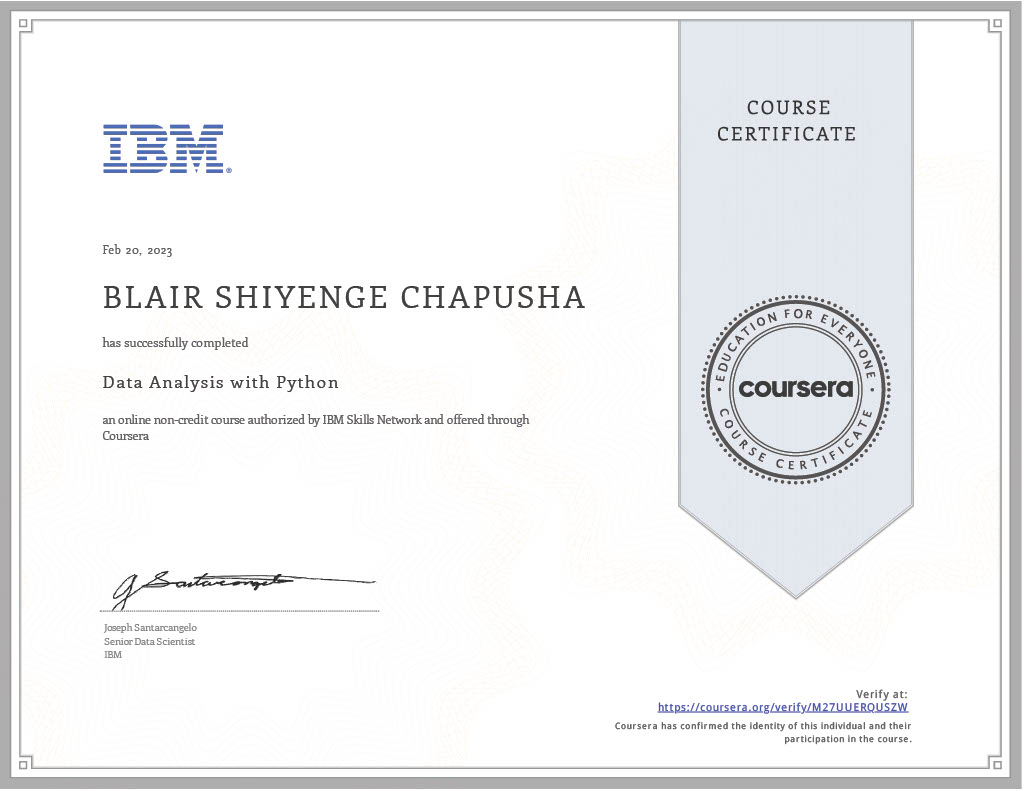 IBM®
COURSE
CERTIFICATE
Feb 20, 2023
BLAIR SHIYENGE CHAPUSHA
has successfully completed
Data Analysis with Python
an online non-credit course authorized by IBM Skills Network and offered through
Coursera
EDUCATION FOR EVERYONE
coursera
COURSE CERTIFICATE
J Santarcangelo
Joseph Santarcangelo
Senior Data Scientist
IBM
Verify at:
https://coursera.org/verify/M27UUERQUSZW
Coursera has confirmed the identity of this individual and their
participation in the course.